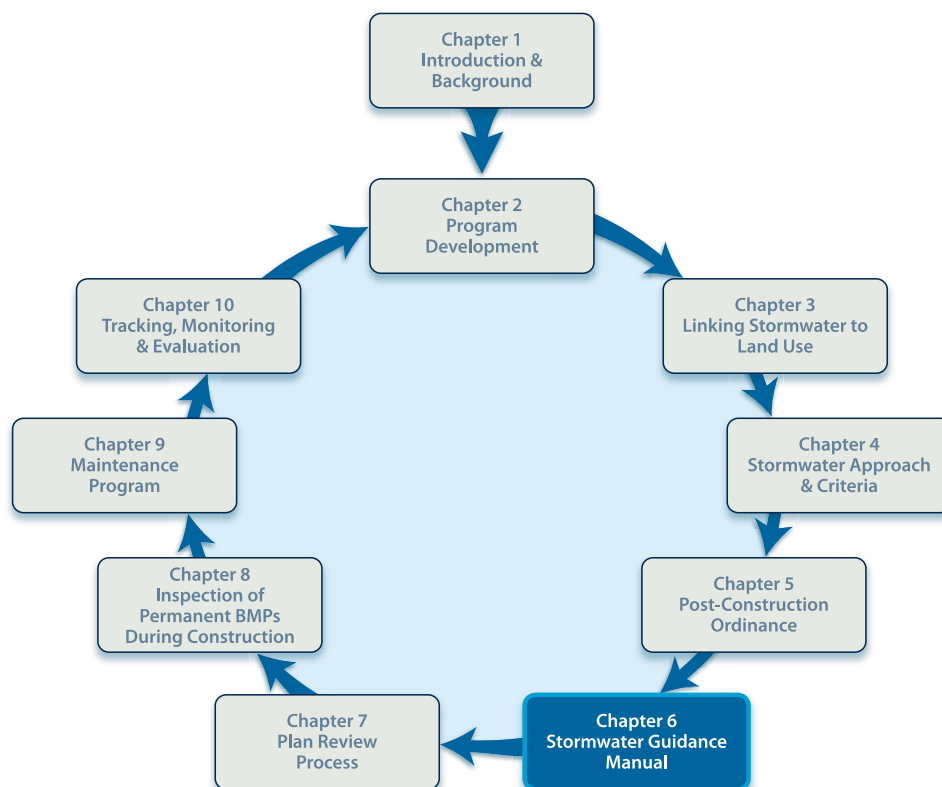 Chapter 1
Introduction &
Background
Chapter 2
Program
Development
Chapter 3
Linking Stormwater to
Land Use
Chapter 4
Stormwater Approach
& Criteria
Chapter 5
Post-Construction
Ordinance
Chapter 6
Stormwater Guidance
Manual
Chapter 7
Plan Review
Process
Chapter 8
Inspection of
Permanent BMPs
During Construction
Chapter 9
Maintenance
Program
Chapter 10
Tracking, Monitoring
& Evaluation